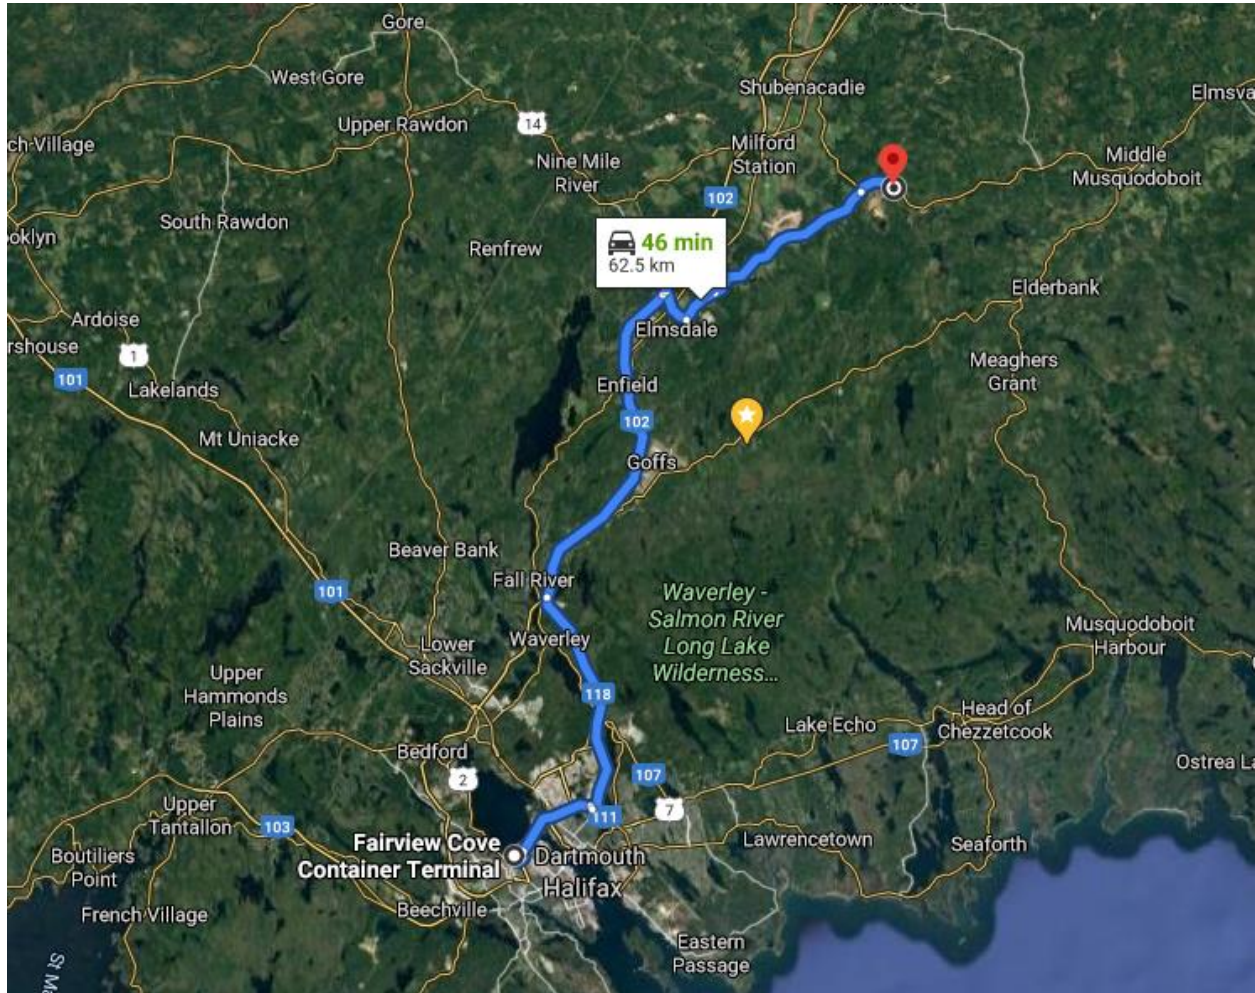 Gore
West Gore
Shubenacadie
Elmsva
14
Upper Rawdon
ch-Village
Milford
Station
Nine Mile
River
Middle
Musquodoboit
102
South Rawdon
ooklyn
Renfrew
46 min
62.5 km
Elderbank
Ardoise
Elmsdale
rshouse
1
Meaghers
Grant
101
Lakelands
Enfield
102
Mt Uniacke
Goffs
Beaver Bank
Fall River
101
Waverley -
Salmon River
Long Lake
Wilderness...
Waverley
Musquodoboit
Harbour
Lower
Sackville
Upper
Hammonds
Plains
118
Head of
Chezzetcook
Lake Echo
107
Bedford
Ostrea La
2
107
Upper
Tantallon
7
111
103
Fairview Cove
Container Terminal
Lawrencetown
Seaforth
Boutiliers
Point
Dartmouth
Halifax
French Village
Beechville
Eastern
Passage
St Ma